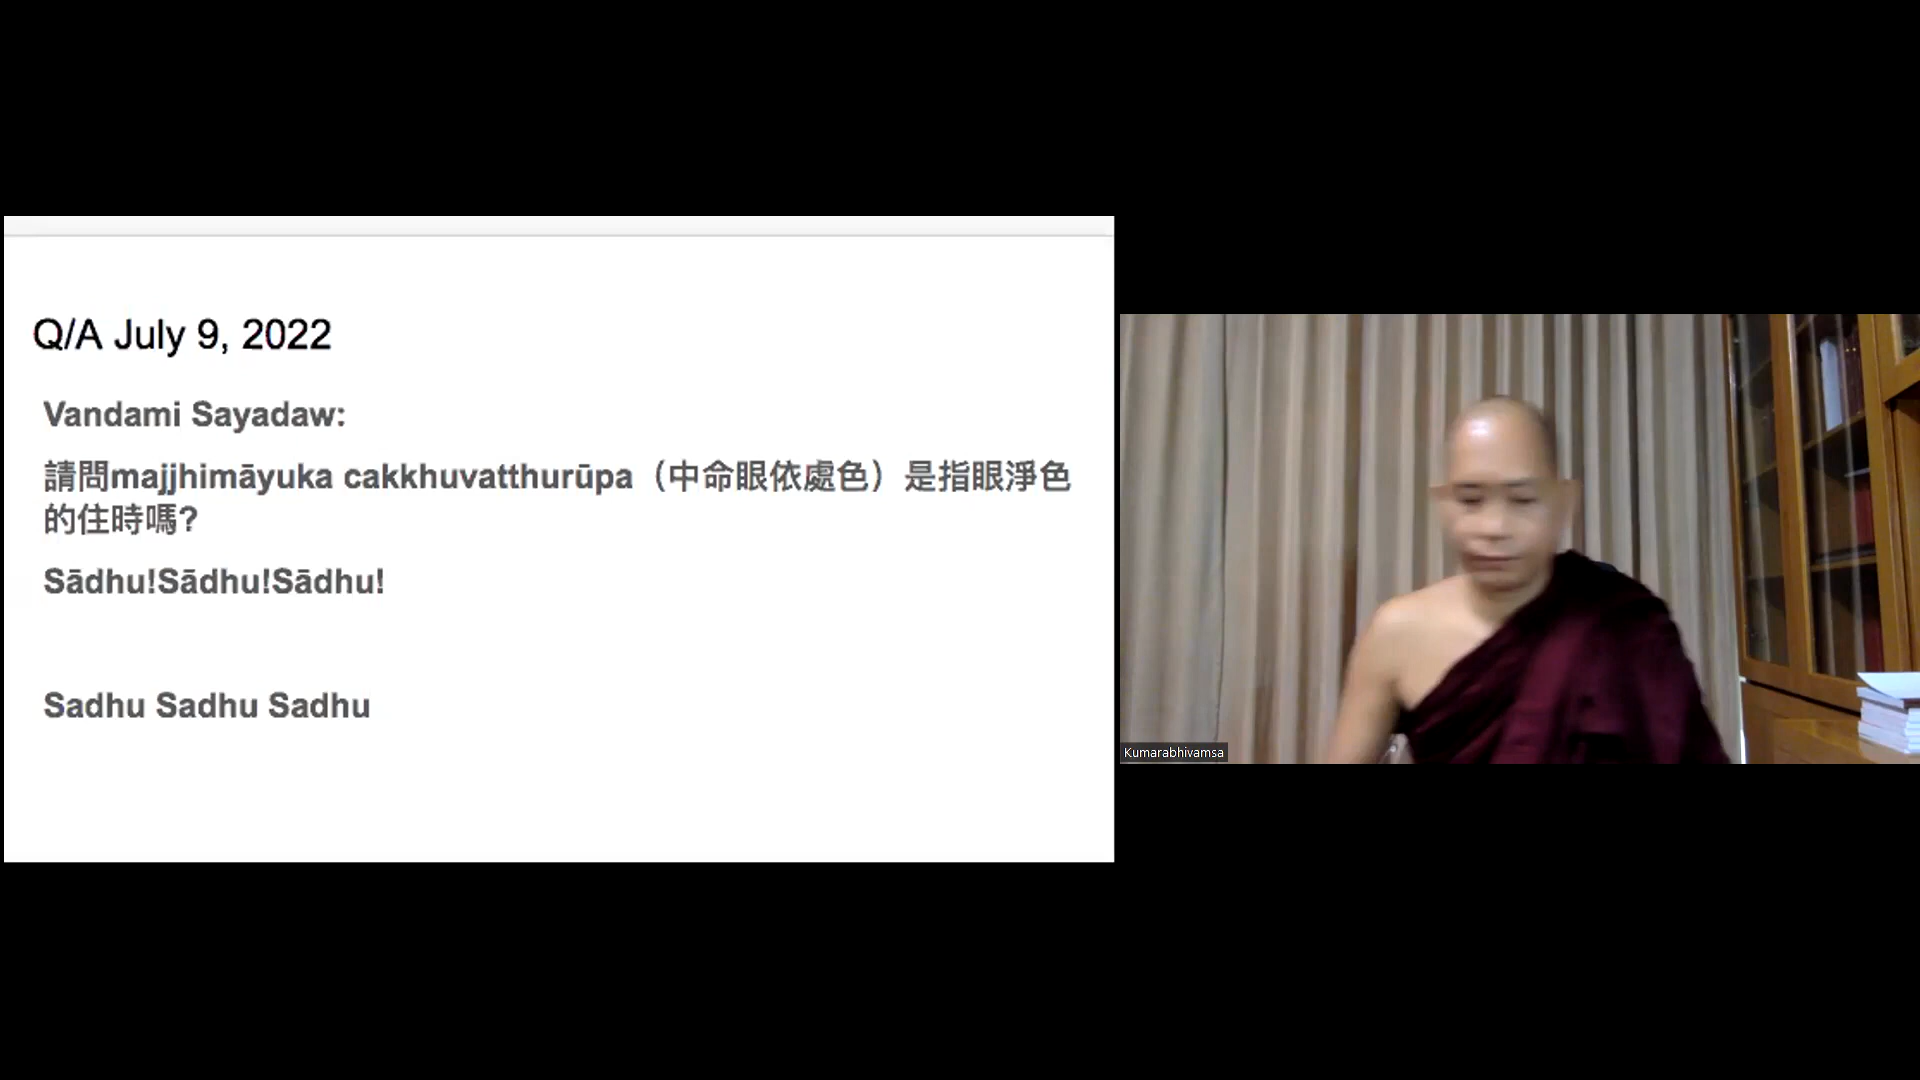 Q/A July 9, 2022
Vandami Sayadaw:
請問majjhimāyuka cakkhuvatthurūpa（中命眼依處色）是指眼淨色
的住時嗎?
Sādhu!Sādhu!Sādhu!
Sadhu Sadhu Sadhu
Kumarabhivamsa